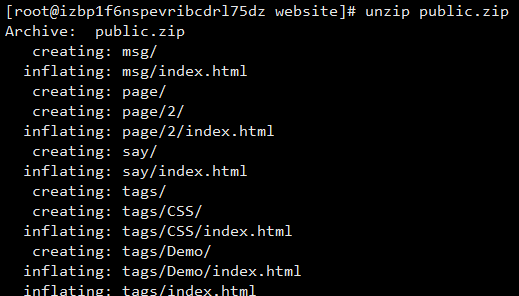 [root@izbp1f6nspevribcdrl75dz website]# unzip public.zip
Archive:  public.zip
   creating: msg/
  inflating: msg/index.html
   creating: page/
   creating: page/2/
  inflating: page/2/index.html
   creating: say/
  inflating: say/index.html
   creating: tags/
   creating: tags/CSS/
  inflating: tags/CSS/index.html
   creating: tags/Demo/
  inflating: tags/Demo/index.html
  inflating: tags/index.html